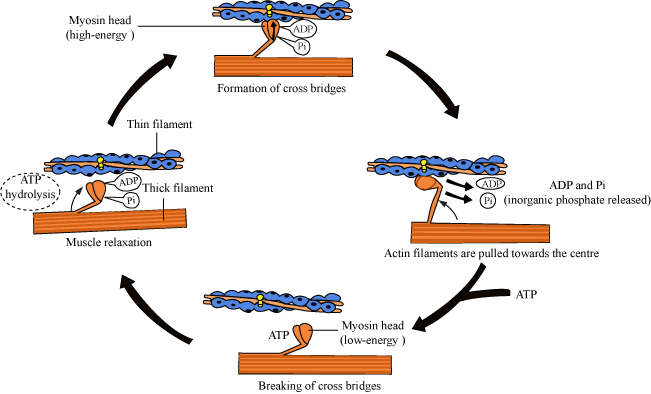 Myosin head
(high-energy)
ADP
Pi
Formation of cross bridges
Thin filament
ATP
hydrolysis
ADP
Thick filament
Pi
Muscle relaxation
ADP
Pi
ADP and Pi
(inorganic phosphate released)
Actin filaments are pulled towards the centre
ATP
ATP
Myosin head
(low-energy )
Breaking of cross bridges